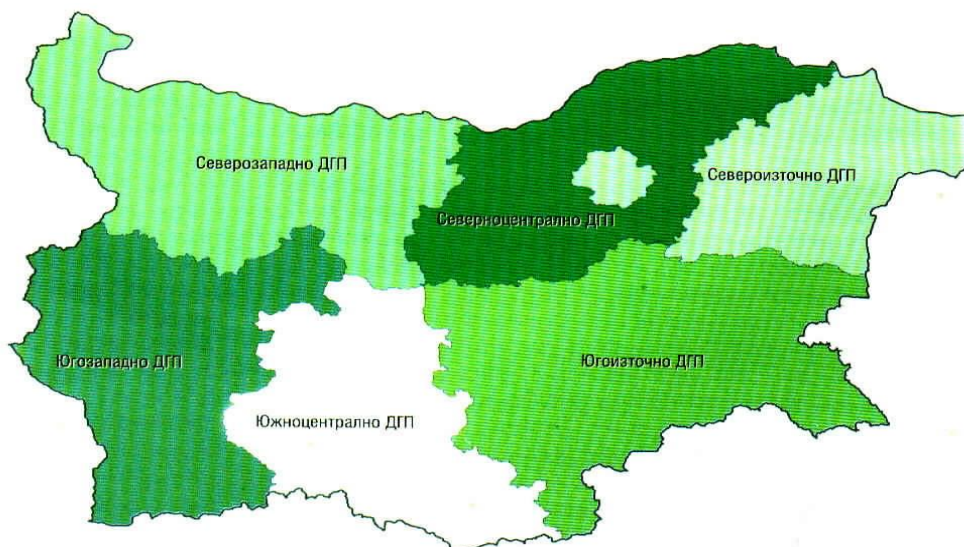 Северозападно ДГП
Североизточно ДГП
Северноцентрално ДГП
Югозападно ДГП
Югоизточно ДГП
Южноцентрално ДГП